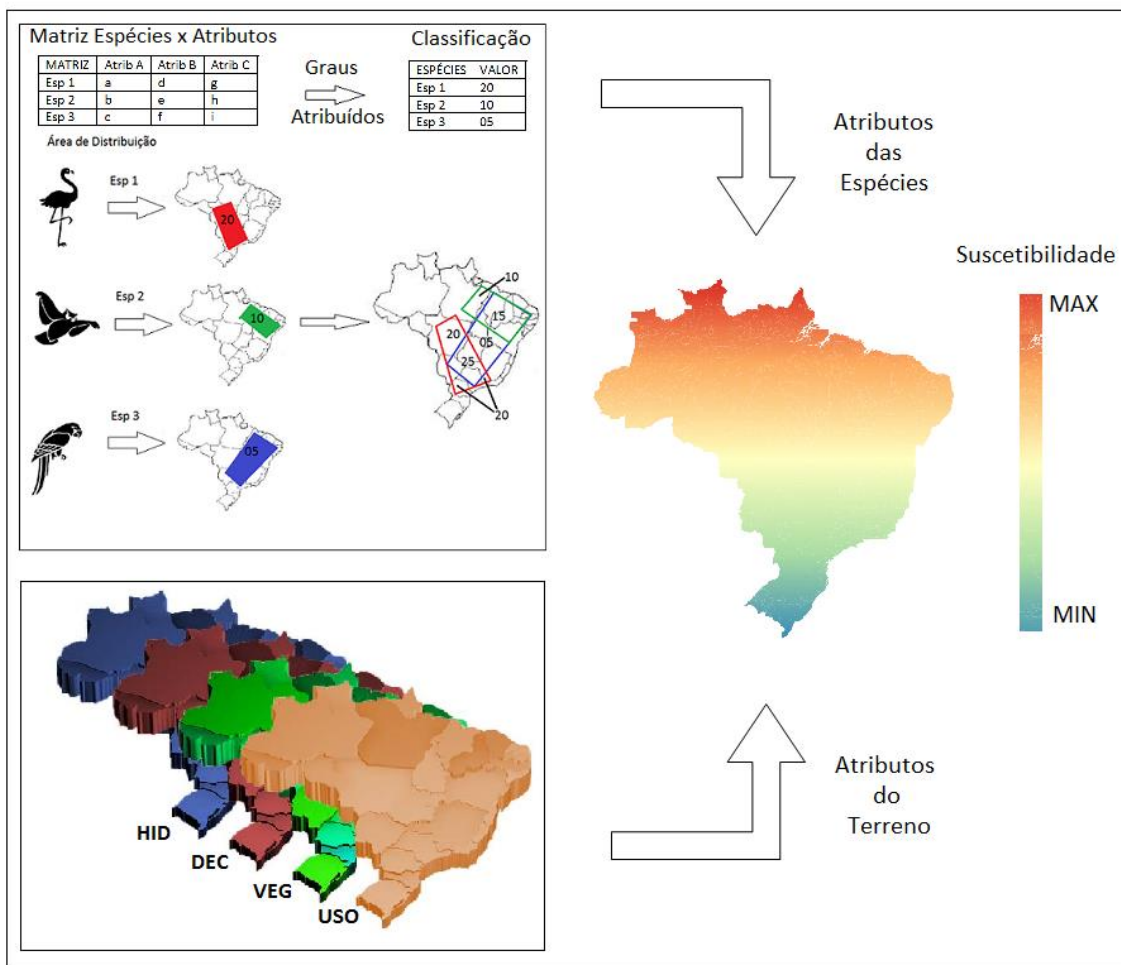 Matriz Espécies x Atributos
MATRIZ Atrib A Atrib B Atrib C
Esp 1 a d g
Esp 2 b e h
Esp 3 c f i
Graus
Atribuídos
Classificação
ESPÉCIES VALOR
Esp 1 20
Esp 2 10
Esp 3 05
Área de Distribuição
Esp 1
20
Esp 2
10
Esp 3
05
10
15
20
05
25
20
Atributos
das
Espécies
Suscetibilidade
MAX
MIN
HID
DEC
VEG
USO
Atributos
do
Terreno